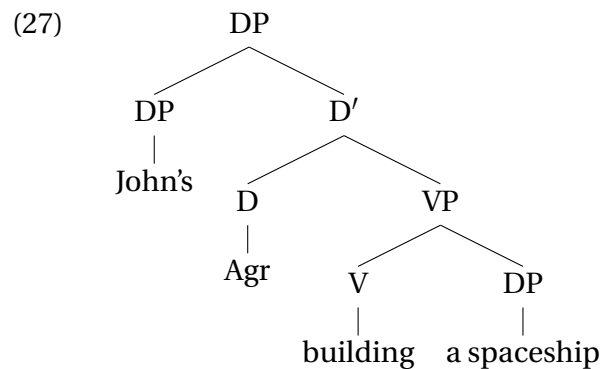 (27) DP
DP D′
John's
D VP
Agr
V DP
building a spaceship